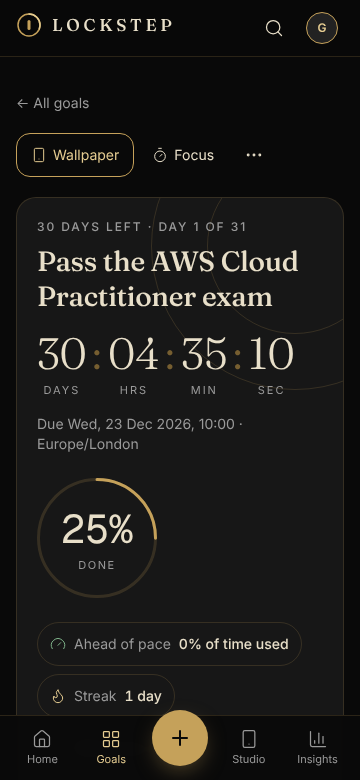 LOCKSTEP
G
← All goals
Wallpaper Focus ...
30 DAYS LEFT · DAY 1 OF 31
Pass the AWS Cloud
Practitioner exam
30 : 04 : 35 : 10
DAYS HRS MIN SEC
Due Wed, 23 Dec 2026, 10:00 ·
Europe/London
25%
DONE
Ahead of pace 0% of time used
Streak 1 day
Home Goals + Studio Insights